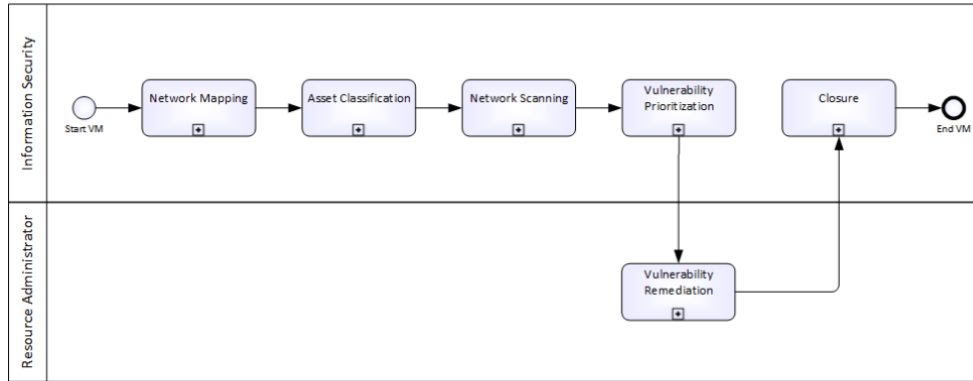 Information Security
Start VM
Network Mapping
Asset Classification
Network Scanning
Vulnerability
Prioritization
Closure
End VM
Resource Administrator
Vulnerability
Remediation